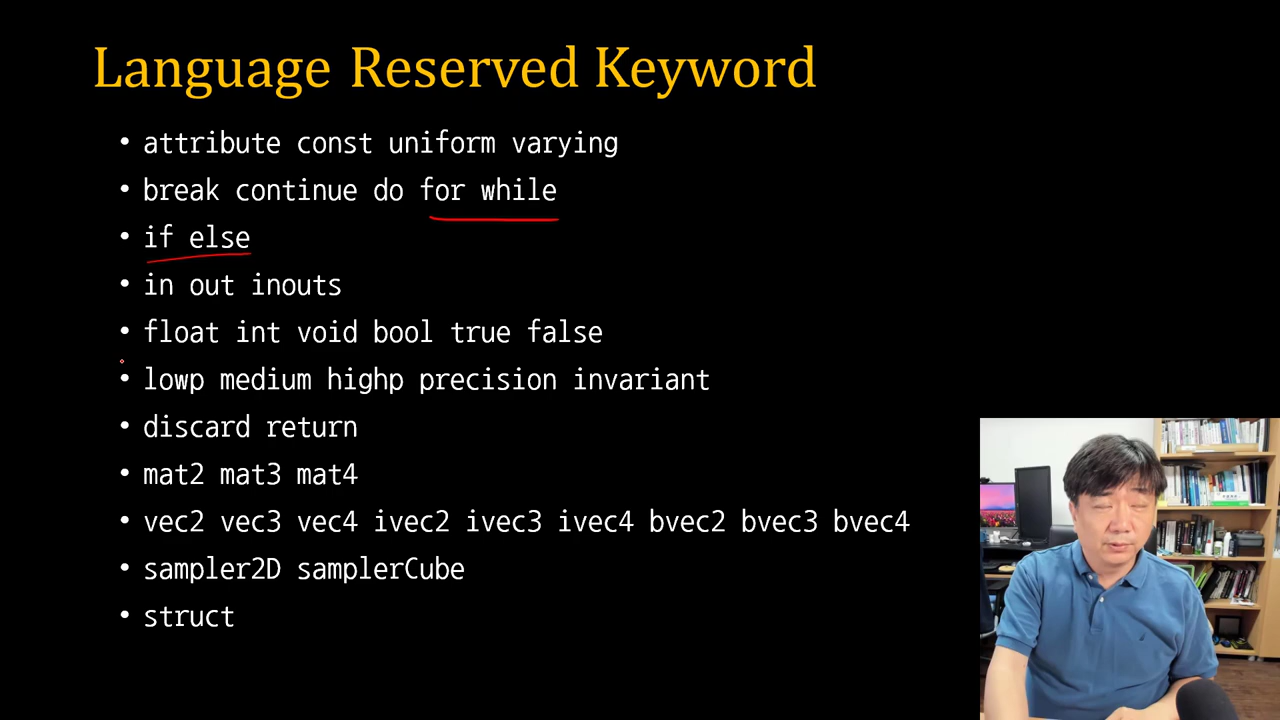 Language Reserved Keyword
• attribute const uniform varying
• break continue do for while
• if else
• in out inouts
• float int void bool true false
• lowp medium highp precision invariant
• discard return
• mat2 mat3 mat4
• vec2 vec3 vec4 ivec2 ivec3 ivec4 bvec2 bvec3 bvec4
• sampler2D samplerCube
• struct